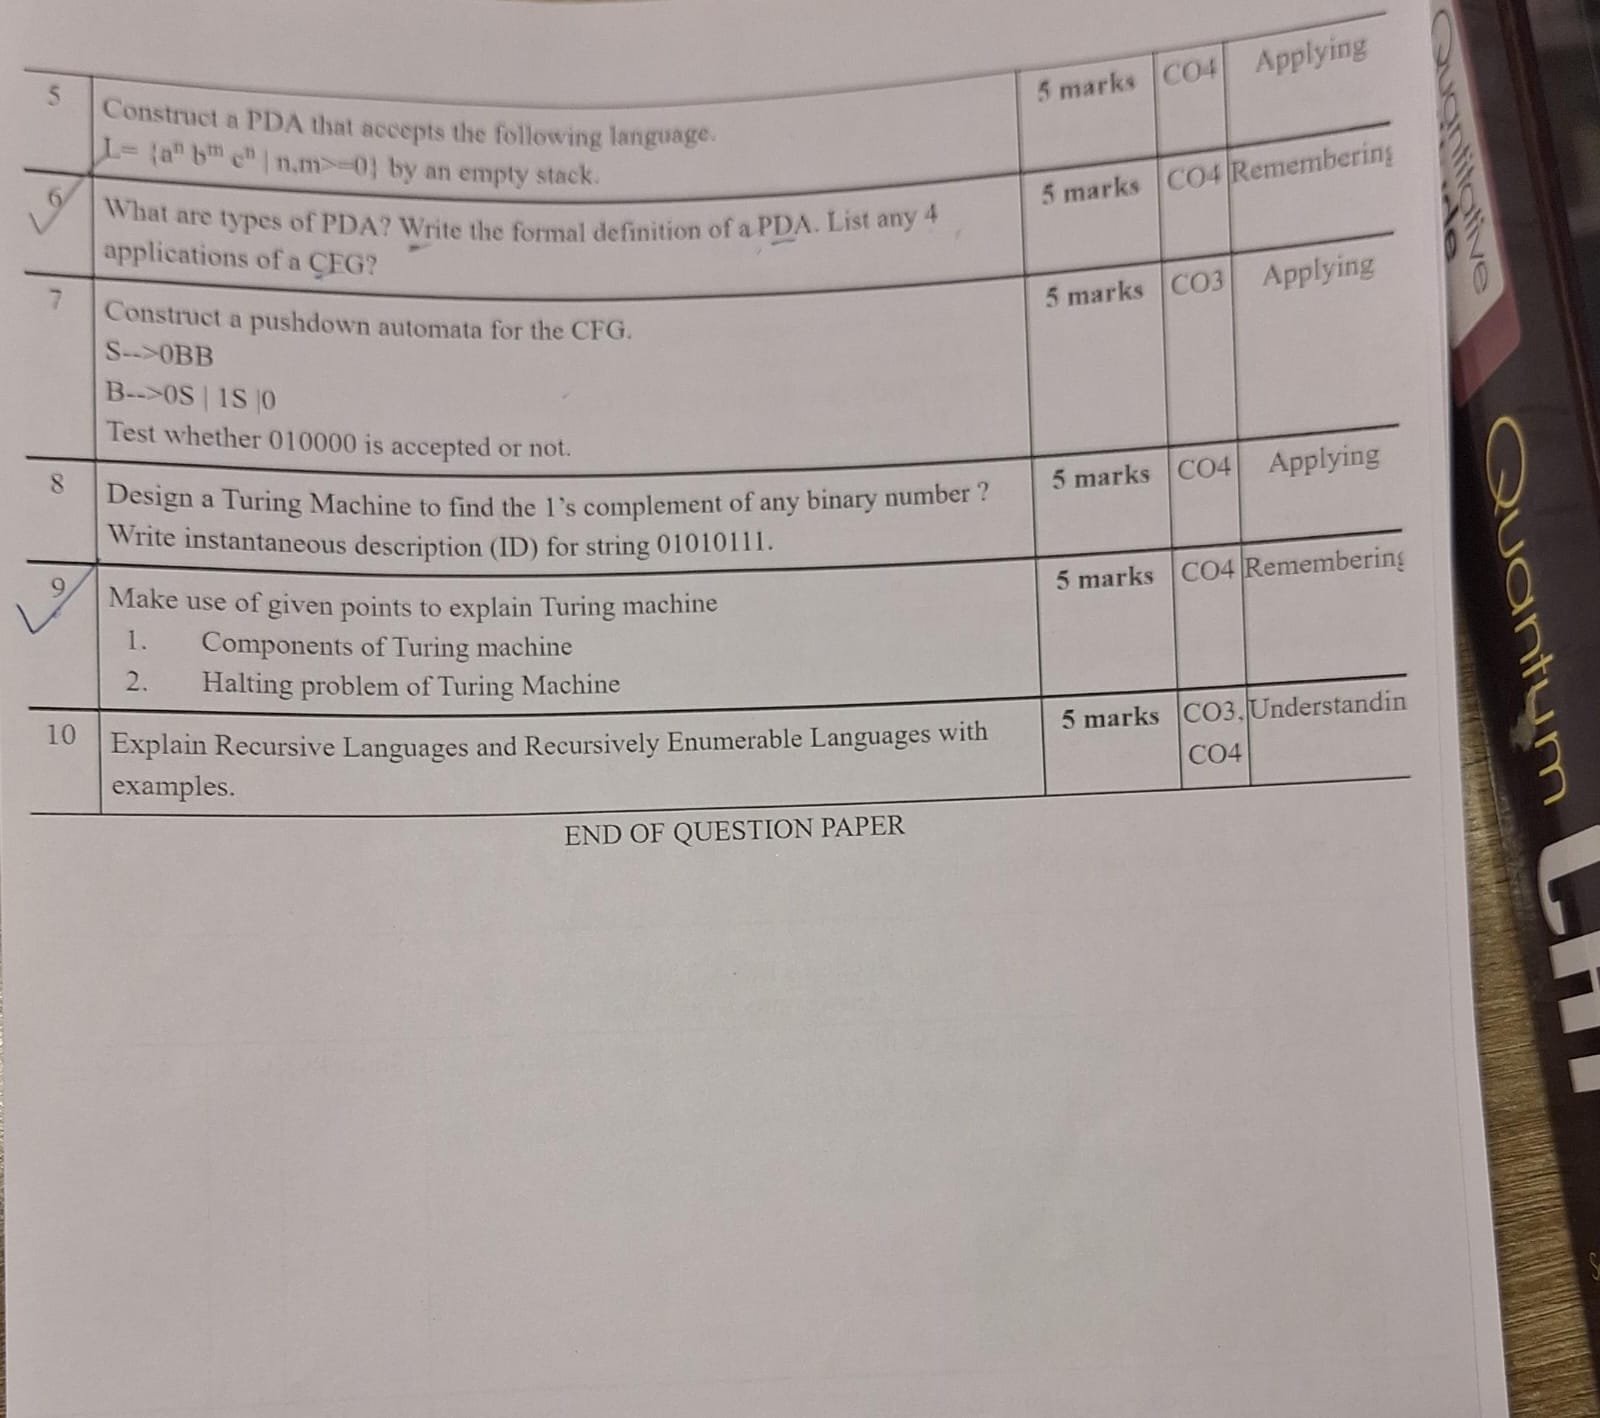 5 Construct a PDA that accepts the following language. 5 marks CO4 Applying
L= {aⁿ bᵐ cⁿ | n,m>=0} by an empty stack.
6 What are types of PDA? Write the formal definition of a PDA. List any 4 5 marks CO4 Remembering
applications of a CFG?
7 Construct a pushdown automata for the CFG. 5 marks CO3 Applying
S-->0BB
B-->0S | 1S |0
Test whether 010000 is accepted or not.
8 Design a Turing Machine to find the 1's complement of any binary number ? 5 marks CO4 Applying
Write instantaneous description (ID) for string 01010111.
9 Make use of given points to explain Turing machine 5 marks CO4 Remembering
1. Components of Turing machine
2. Halting problem of Turing Machine
10 Explain Recursive Languages and Recursively Enumerable Languages with 5 marks CO3, Understandin
examples. CO4
END OF QUESTION PAPER
Quantitative
Quantum
CAT